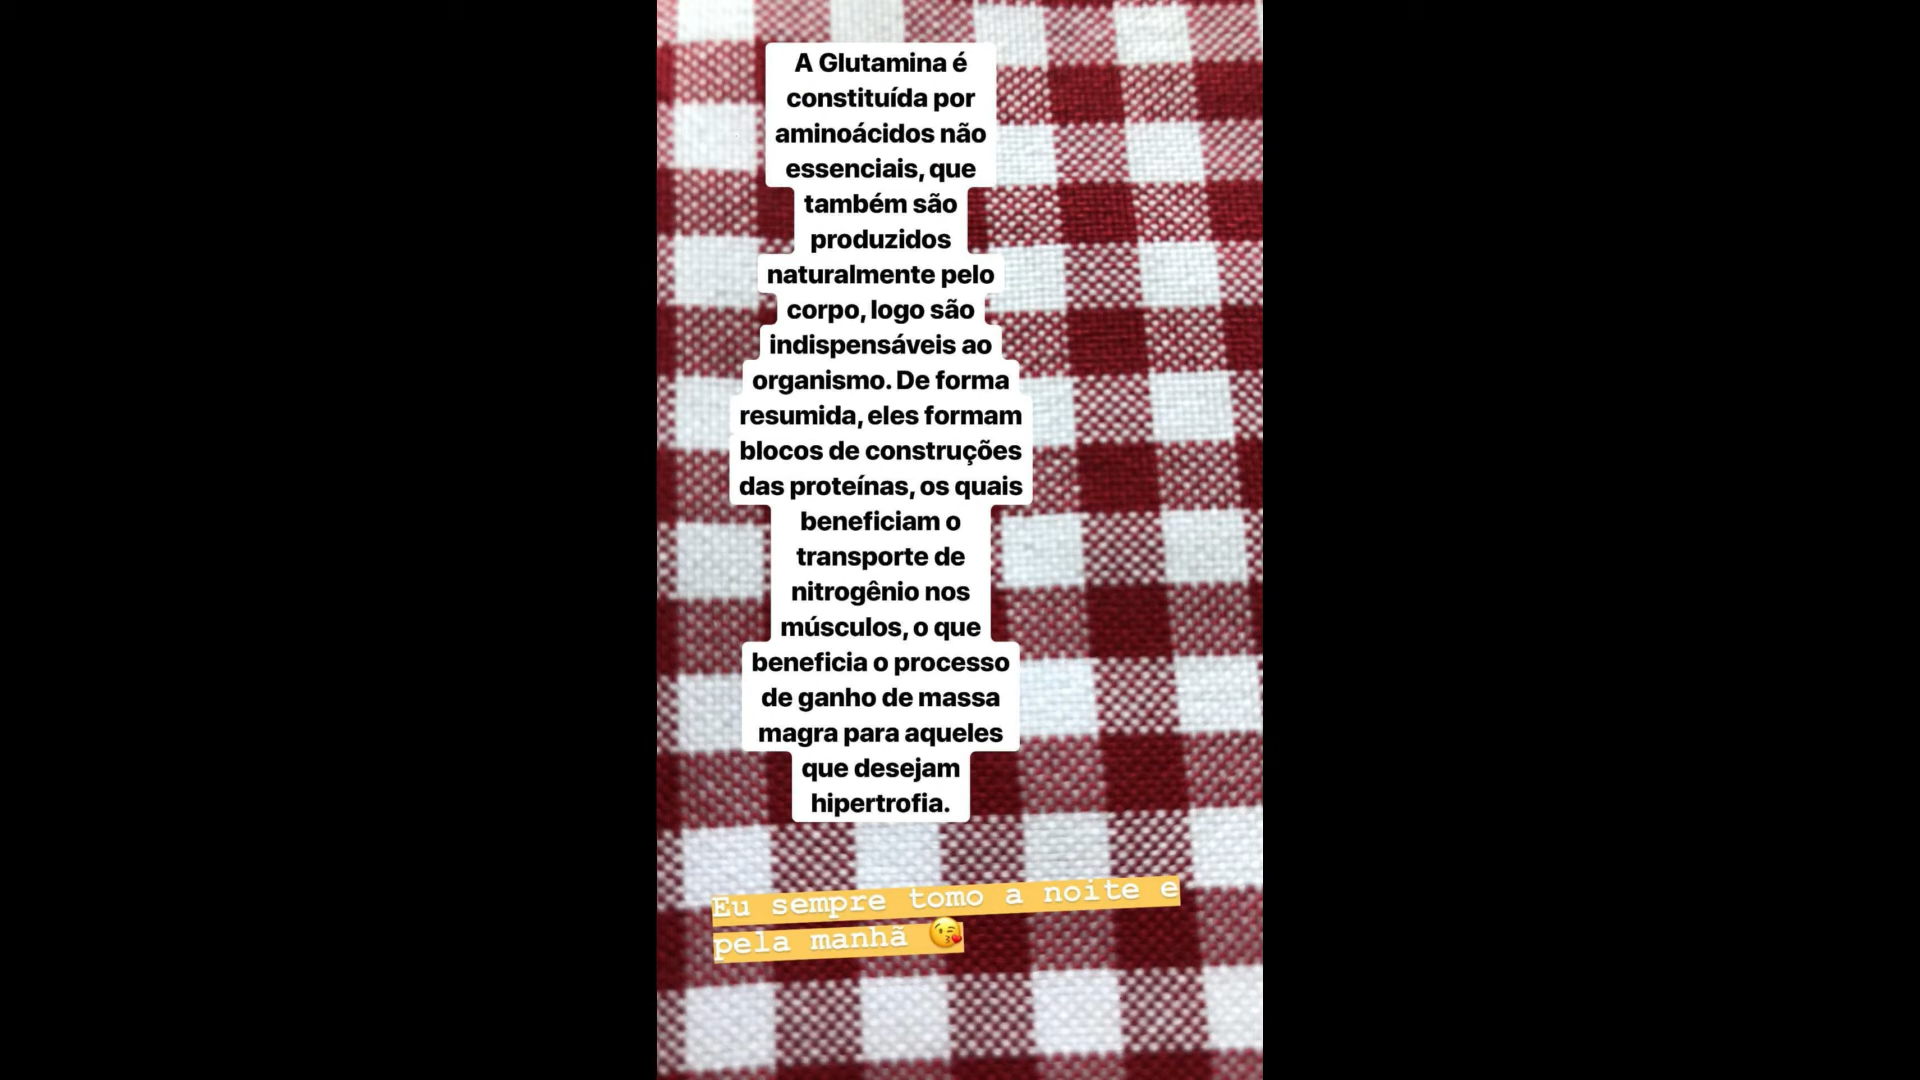 A Glutamina é
constituída por
aminoácidos não
essenciais, que
também são
produzidos
naturalmente pelo
corpo, logo são
indispensáveis ao
organismo. De forma
resumida, eles formam
blocos de construções
das proteínas, os quais
beneficiam o
transporte de
nitrogênio nos
músculos, o que
beneficia o processo
de ganho de massa
magra para aqueles
que desejam
hipertrofia.
Eu sempre tomo a noite e
pela manhã 😘